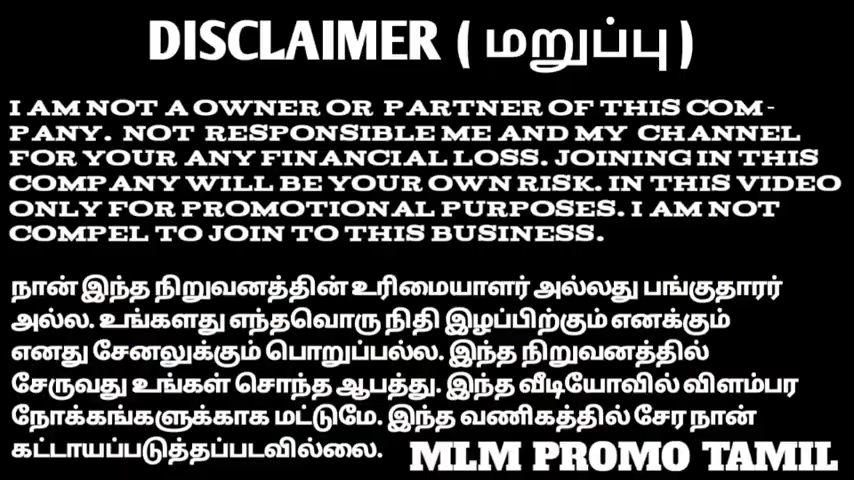 DISCLAIMER ( மறுப்பு )
I AM NOT A OWNER OR PARTNER OF THIS COM-
PANY. NOT RESPONSIBLE ME AND MY CHANNEL
FOR YOUR ANY FINANCIAL LOSS. JOINING IN THIS
COMPANY WILL BE YOUR OWN RISK. IN THIS VIDEO
ONLY FOR PROMOTIONAL PURPOSES. I AM NOT
COMPEL TO JOIN TO THIS BUSINESS.
நான் இந்த நிறுவனத்தின் உரிமையாளர் அல்லது பங்குதாரர்
அல்ல. உங்களது எந்தவொரு நிதி இழப்பிற்கும் எனக்கும்
எனது சேனலுக்கும் பொறுப்பல்ல. இந்த நிறுவனத்தில்
சேருவது உங்கள் சொந்த ஆபத்து. இந்த வீடியோவில் விளம்பர
நோக்கங்களுக்காக மட்டுமே. இந்த வணிகத்தில் சேர நான்
கட்டாயப்படுத்தப்படவில்லை.
MLM PROMO TAMIL